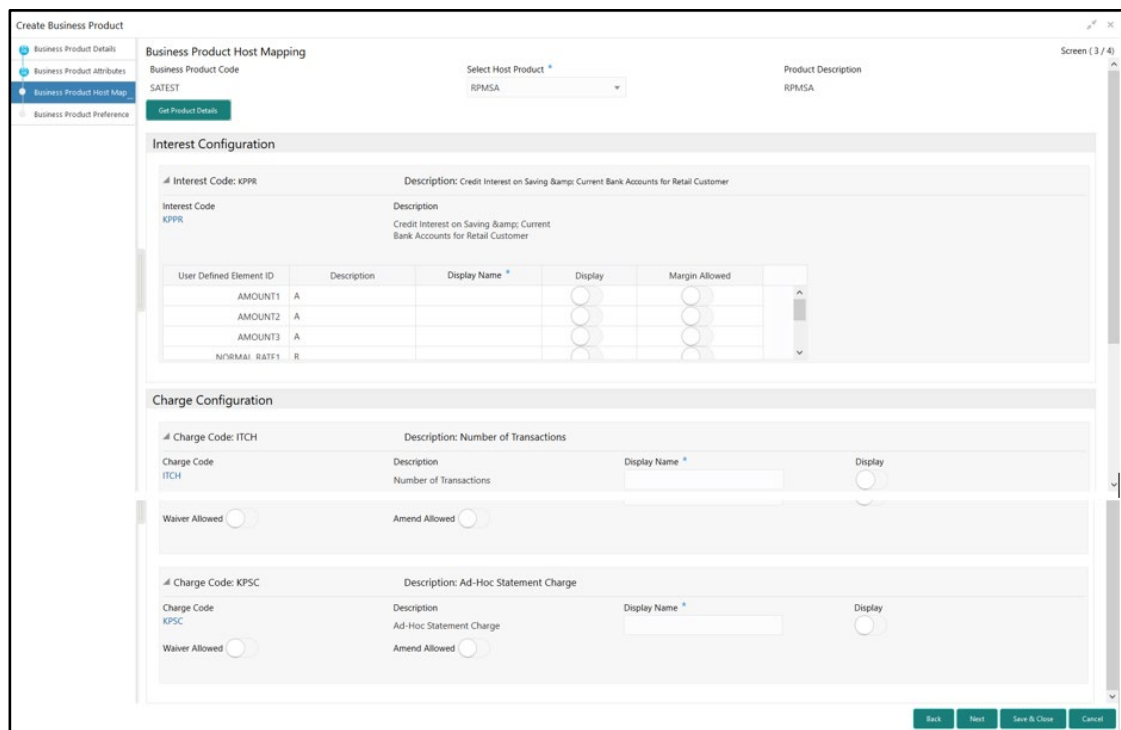 Create Business Product
Business Product Details
Business Product Attributes
Business Product Host Map...
Business Product Preference
Business Product Host Mapping
Screen ( 3 / 4)
Business Product Code
Select Host Product *
Product Description
SATEST
RPMSA
RPMSA
Get Product Details
Interest Configuration
Interest Code: KPPR
Description: Credit Interest on Saving &amp; Current Bank Accounts for Retail Customer
Interest Code
Description
KPPR
Credit Interest on Saving &amp; Current
Bank Accounts for Retail Customer
User Defined Element ID Description Display Name * Display Margin Allowed
AMOUNT1 A
AMOUNT2 A
AMOUNT3 A
NORMAL_RATE1 R
Charge Configuration
Charge Code: ITCH
Description: Number of Transactions
Charge Code Description Display Name * Display
ITCH
Number of Transactions
Waiver Allowed Amend Allowed
Charge Code: KPSC
Description: Ad-Hoc Statement Charge
Charge Code Description Display Name * Display
KPSC
Ad-Hoc Statement Charge
Waiver Allowed Amend Allowed
Back Next Save & Close Cancel